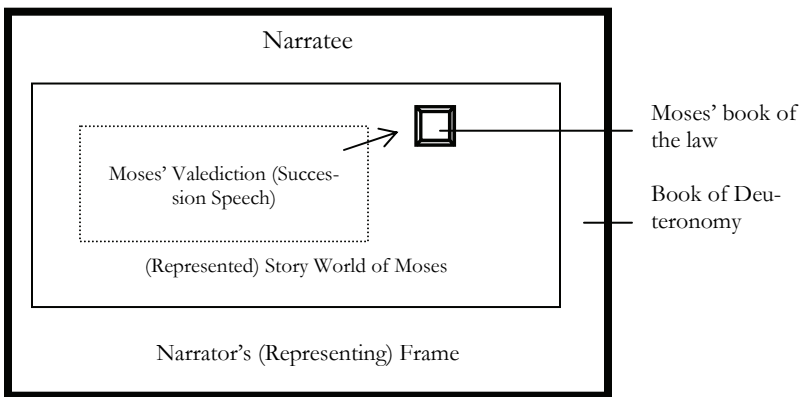 Narratee
Moses’ book of
the law
Moses’ Valediction (Succes-
sion Speech)
Book of Deu-
teronomy
(Represented) Story World of Moses
Narrator’s (Representing) Frame